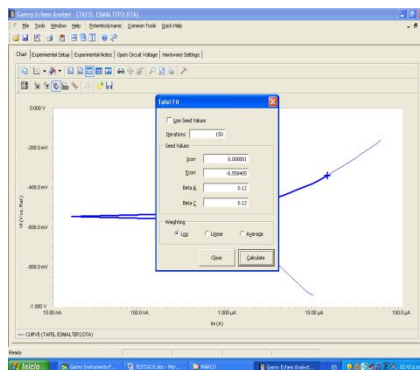 Gamry Echem Analyst - [TAFEL ESMALTEP2.DTA]
File Tools Window Help Potentiodynamic Common Tools Quick Help
Chart Experimental Setup Experimental Notes Open Circuit Voltage Hardware Settings
Tafel Fit
Use Seed Values
Iterations 150
Seed Values
Icorr 0.000001
Ecorr
Beta A 0.12
Beta C 0.12
Weighting
Log Linear Average
Close Calculate
0.000 V
-200.0 mV
-400.0 mV
-600.0 mV
-800.0 mV
-1.000 V
Vf (V vs. Ref.)
10.00 nA 100.0 nA 1.000 µA 10.00 µA 100.0 µA
Im (A)
CURVE (TAFEL ESMALTEP2.DTA)
Ready
Inicio Gamry Instruments F... TESTIGOS.doc - Micr... MARCO Gamry Echem Analyst ...